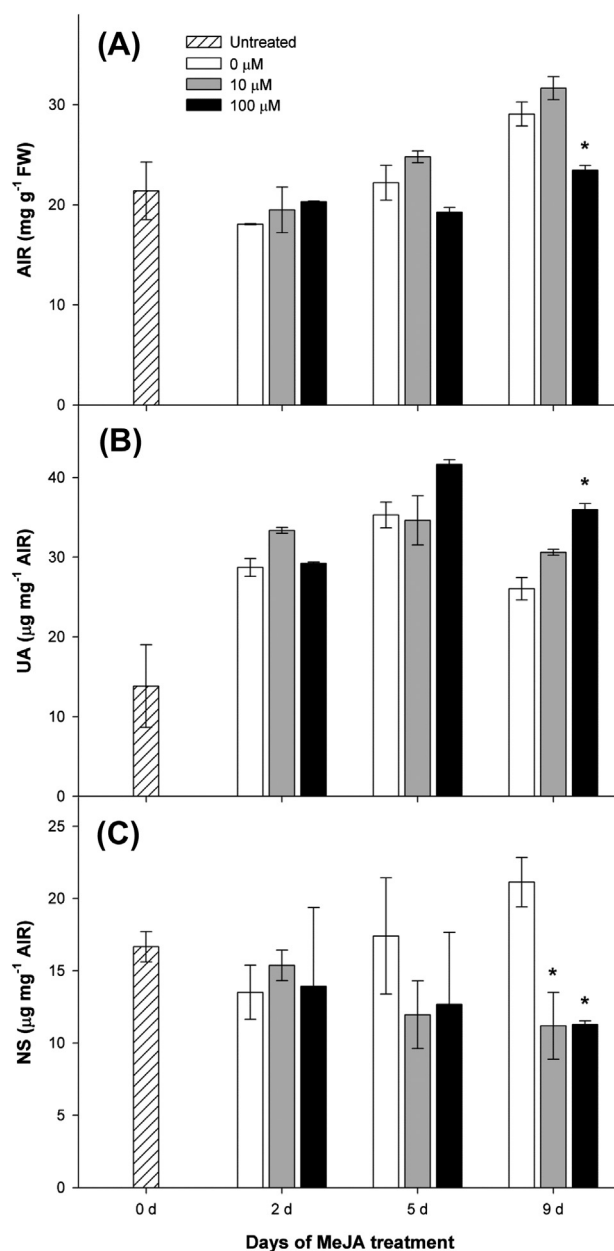 (A)
Untreated
0 μM
10 μM
100 μM
AIR (mg g⁻¹ FW)
30
20
10
0
*
(B)
UA (μg mg⁻¹ AIR)
40
30
20
10
0
*
(C)
NS (μg mg⁻¹ AIR)
25
20
15
10
5
0
* *
0 d 2 d 5 d 9 d
Days of MeJA treatment